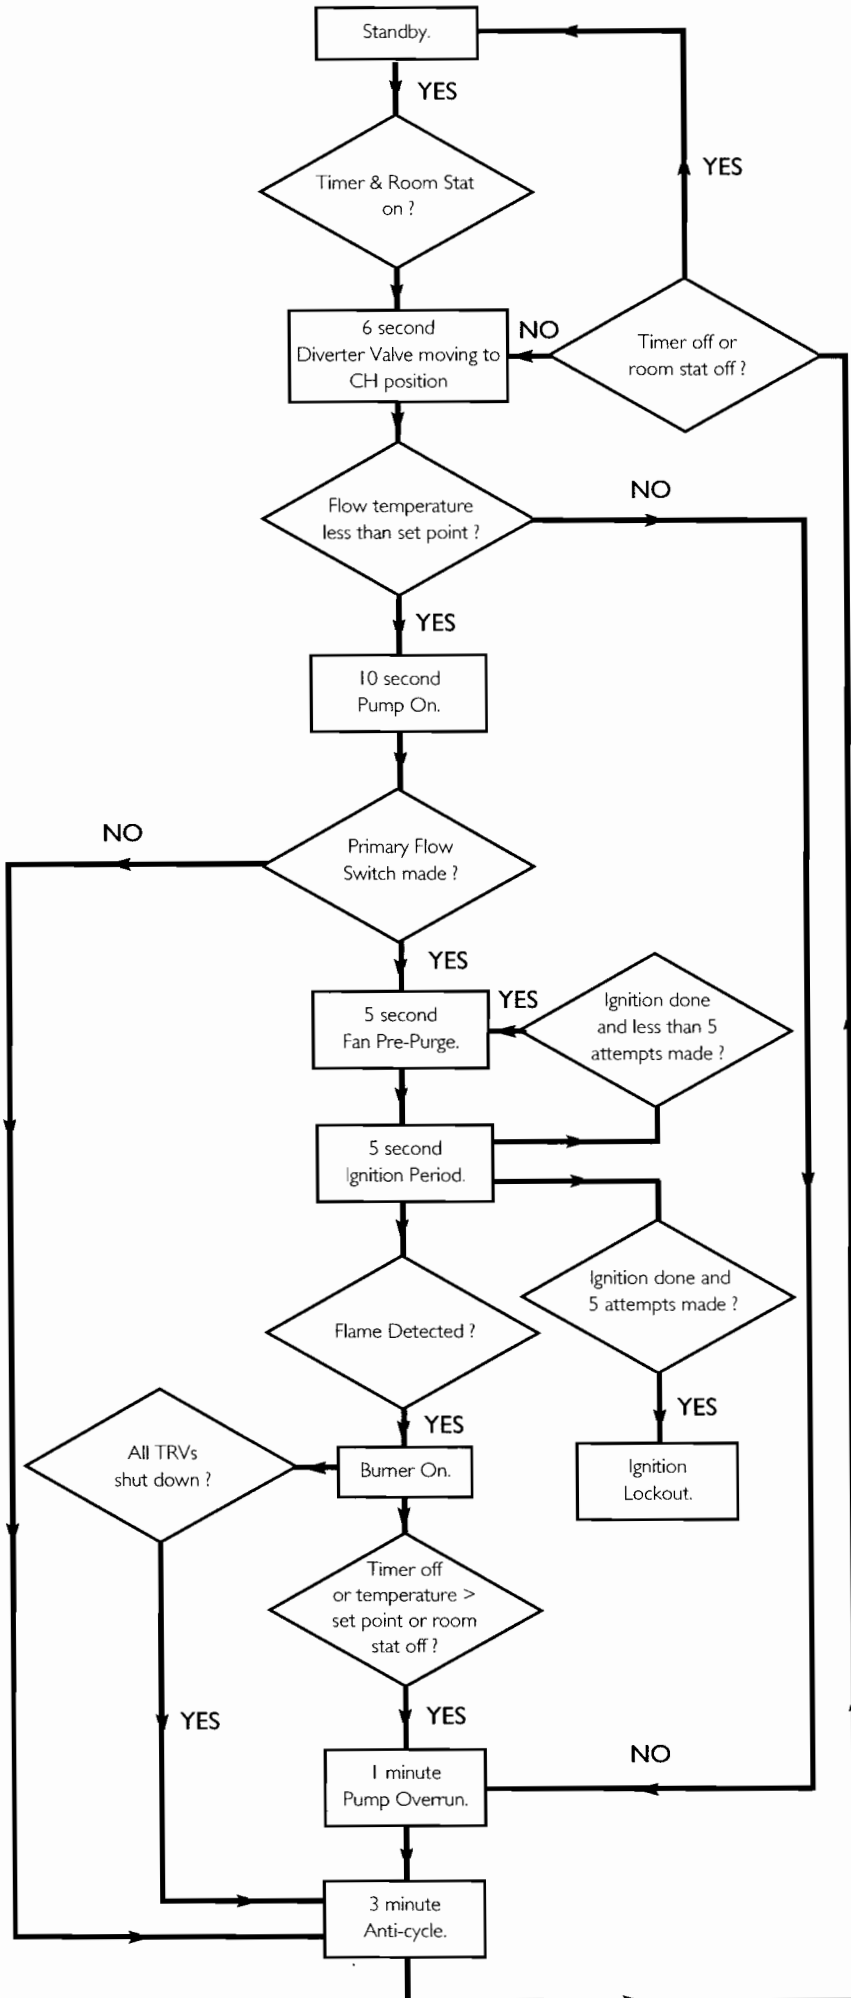 Standby.
YES
YES
Timer & Room Stat
on ?
6 second
Diverter Valve moving to
CH position
NO
Timer off or
room stat off ?
Flow temperature
less than set point ?
NO
YES
10 second
Pump On.
NO
Primary Flow
Switch made ?
YES
5 second
Fan Pre-Purge.
YES
Ignition done
and less than 5
attempts made ?
5 second
Ignition Period.
Ignition done and
5 attempts made ?
Flame Detected ?
YES
YES
All TRVs
shut down ?
Burner On.
Ignition
Lockout.
Timer off
or temperature >
set point or room
stat off ?
YES
YES
1 minute
Pump Overrun.
NO
3 minute
Anti-cycle.